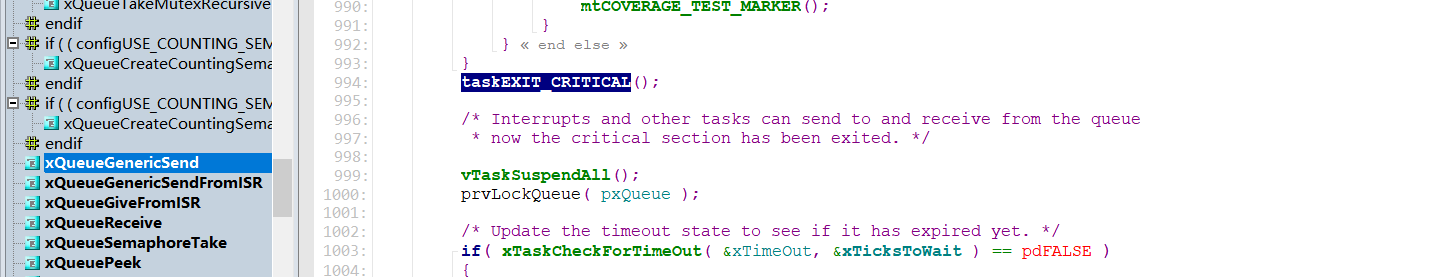 xQueueTakeMutexRecursive
endif
if ( ( configUSE_COUNTING_SEM
xQueueCreateCountingSema
endif
if ( ( configUSE_COUNTING_SEM
xQueueCreateCountingSema
endif
xQueueGenericSend
xQueueGenericSendFromISR
xQueueGiveFromISR
xQueueReceive
xQueueSemaphoreTake
xQueuePeek
990: mtCOVERAGE_TEST_MARKER();
991: }
992: } « end else »
993: }
994: taskEXIT_CRITICAL();
995:
996: /* Interrupts and other tasks can send to and receive from the queue
997: * now the critical section has been exited. */
998:
999: vTaskSuspendAll();
1000: prvLockQueue( pxQueue );
1001:
1002: /* Update the timeout state to see if it has expired yet. */
1003: if( xTaskCheckForTimeOut( &xTimeOut, &xTicksToWait ) == pdFALSE )
1004: {